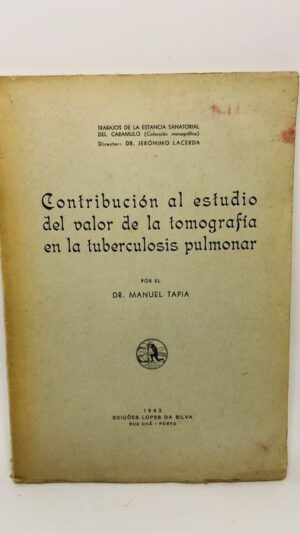 TRABAJOS DE LA ESTANCIA SANATORIAL
DEL CARAMULO (Colección monográfica)
Director: DR. JERÓNIMO LACERDA
Contribución al estudio
del valor de la tomografía
en la tuberculosis pulmonar
POR EL
DR. MANUEL TAPIA
1942
EDIÇÕES LOPES DA SILVA
RUA CHÃ - PÔRTO